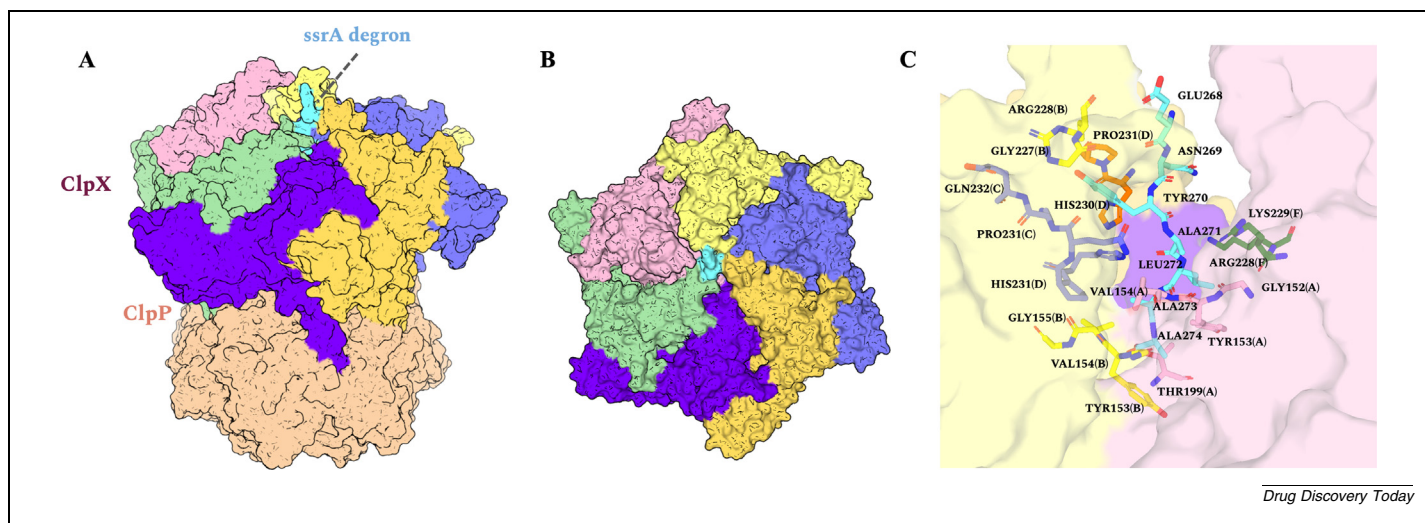 ssrA degron
A
B
C
ClpX
ClpP
GLU268
ARG228(B)
PRO231(D)
GLY227(B)
ASN269
GLN232(C)
HIS230(D)
TYR270
LYS229(F)
PRO231(C)
ALA271
LEU272
ARG228(F)
HIS231(D)
VAL154(A)
GLY152(A)
ALA273
GLY155(B)
ALA274
TYR153(A)
VAL154(B)
THR199(A)
TYR153(B)
Drug Discovery Today